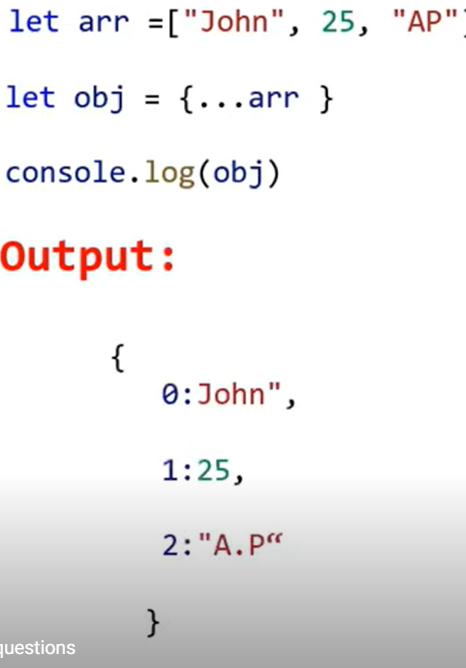 let arr =["John", 25, "AP"]
let obj = {...arr }
console.log(obj)
Output:
{
0:John",
1:25,
2:"A.P“
}
questions